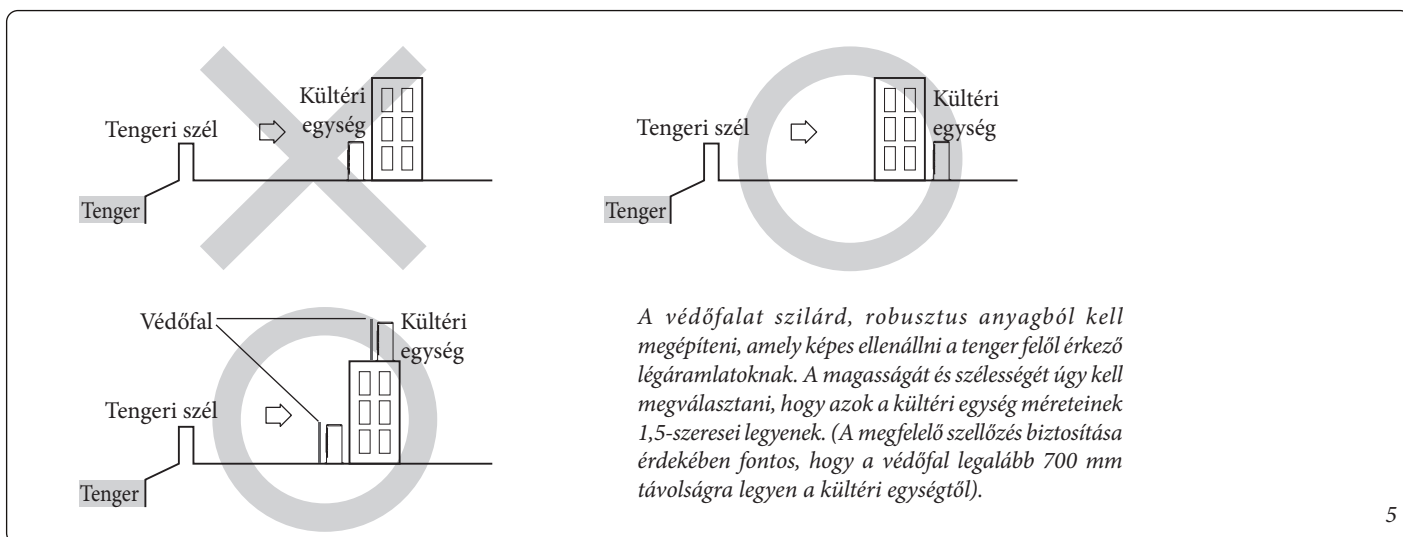 Kültéri
egység
Tengeri szél
Tenger
Kültéri
egység
Tengeri szél
Tenger
Védőfal
Kültéri
egység
Tengeri szél
Tenger
A védőfalat szilárd, robusztus anyagból kell
megépíteni, amely képes ellenállni a tenger felől érkező
légáramlatoknak. A magasságát és szélességét úgy kell
megválasztani, hogy azok a kültéri egység méreteinek
1,5-szeresei legyenek. (A megfelelő szellőzés biztosítása
érdekében fontos, hogy a védőfal legalább 700 mm
távolságra legyen a kültéri egységtől).
5